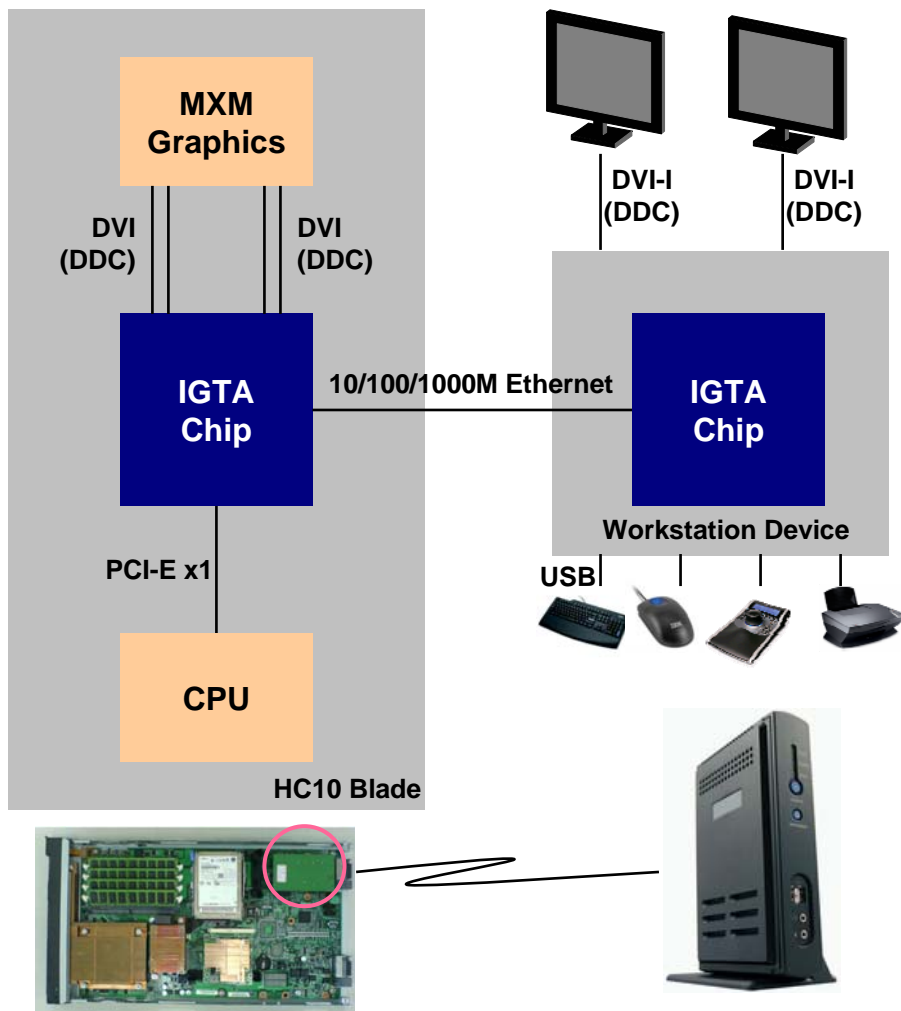 MXM
Graphics
DVI
(DDC)
DVI
(DDC)
IGTA
Chip
PCI-E x1
CPU
HC10 Blade
10/100/1000M Ethernet
DVI-I
(DDC)
DVI-I
(DDC)
IGTA
Chip
Workstation Device
USB